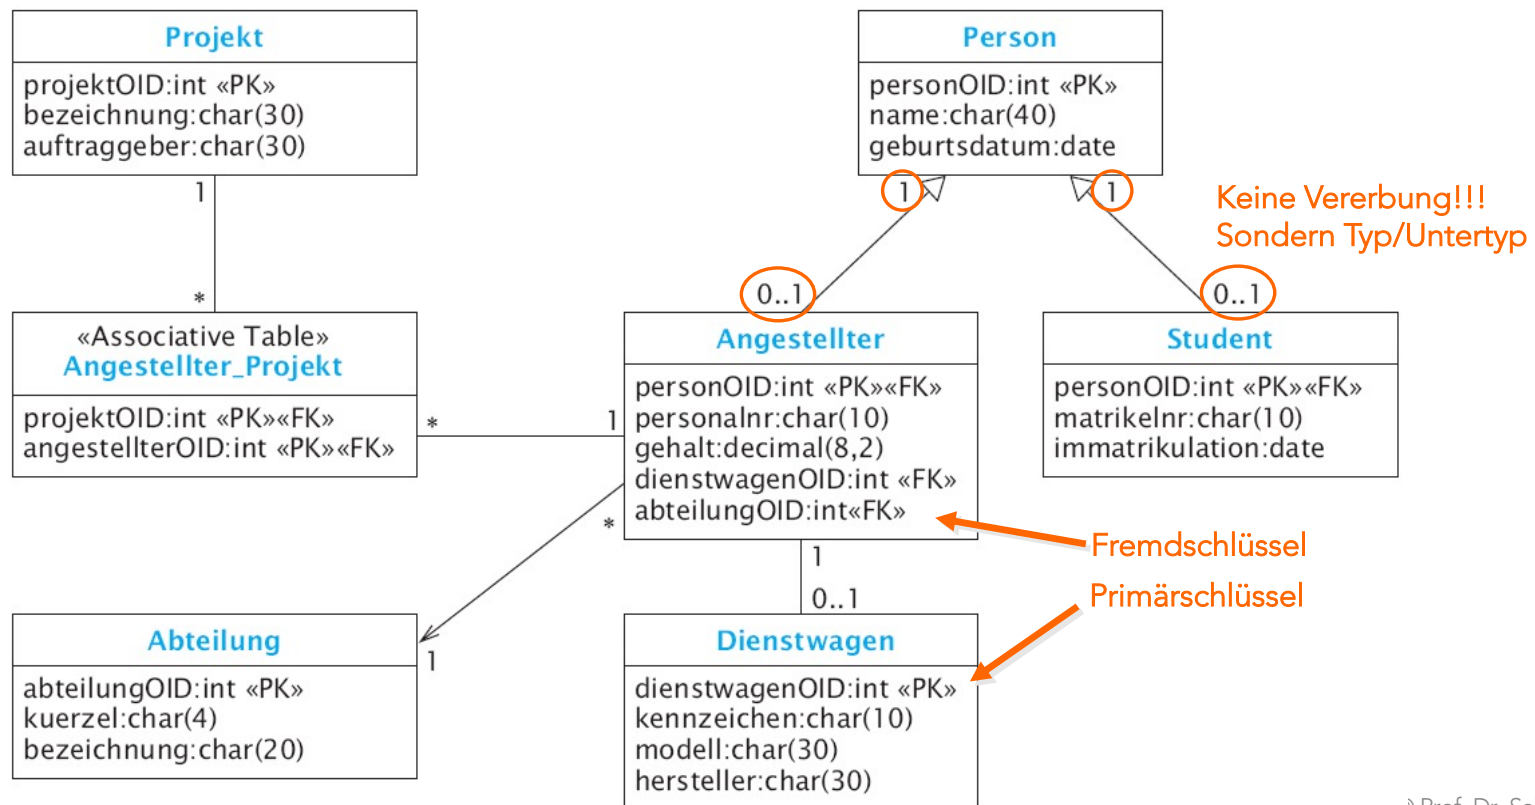 Projekt
projektOID:int «PK»
bezeichnung:char(30)
auftraggeber:char(30)
1
*
Person
personOID:int «PK»
name:char(40)
geburtsdatum:date
1
1
Keine Vererbung!!!
Sondern Typ/Untertyp
0..1
0..1
«Associative Table»
Angestellter_Projekt
projektOID:int «PK»«FK»
angestellterOID:int «PK»«FK»
*
1
Angestellter
personOID:int «PK»«FK»
personalnr:char(10)
gehalt:decimal(8,2)
dienstwagenOID:int «FK»
abteilungOID:int«FK»
Student
personOID:int «PK»«FK»
matrikelnr:char(10)
immatrikulation:date
*
1
Fremdschlüssel
1
0..1
Primärschlüssel
Abteilung
abteilungOID:int «PK»
kuerzel:char(4)
bezeichnung:char(20)
Dienstwagen
dienstwagenOID:int «PK»
kennzeichen:char(10)
modell:char(30)
hersteller:char(30)
Prof. Dr.